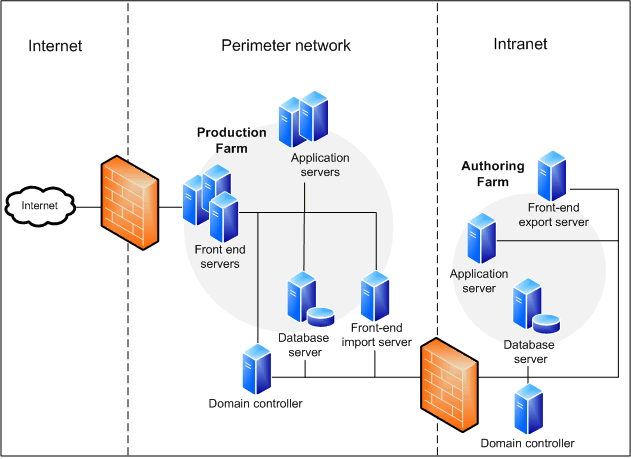 Internet
Perimeter network
Intranet
Production
Farm
Application
servers
Authoring
Farm
Internet
Front end
servers
Front-end
export server
Application
server
Database
server
Front-end
import server
Database
server
Domain controller
Domain controller